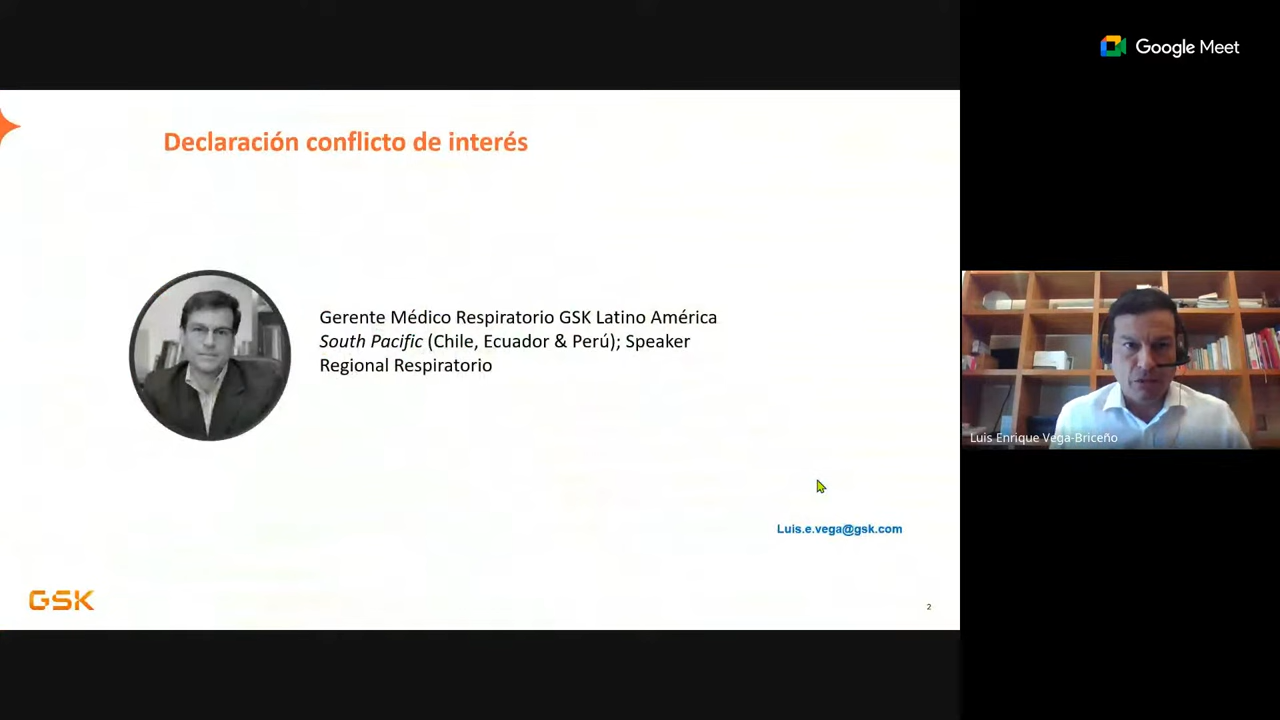 Google Meet
Declaración conflicto de interés
Gerente Médico Respiratorio GSK Latino América
South Pacific (Chile, Ecuador & Perú); Speaker
Regional Respiratorio
Luis Enrique Vega-Briceño
Luis.e.vega@gsk.com
GSK
2